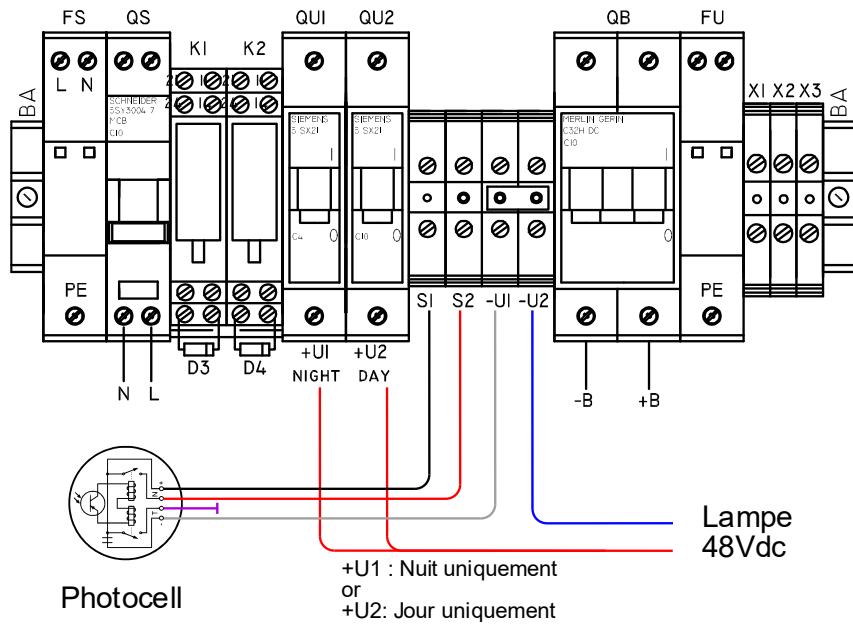 FS QS K1 K2 QU1 QU2 QB FU
L N
X1 X2 X3
BA
BA
SCHNEIDER
5SY3004 7
MCB
C10
SIEMENS
5 SX21
SIEMENS
5 SX21
MERLIN GERIN
C32H DC
C10
I
I
I
C4 O
C10 O
O
PE
PE
S1 S2 -U1 -U2
D3 D4
+U1
NIGHT
+U2
DAY
N L
-B +B
+
N
T
-
Lampe
48Vdc
+U1 : Nuit uniquement
or
+U2: Jour uniquement
Photocell